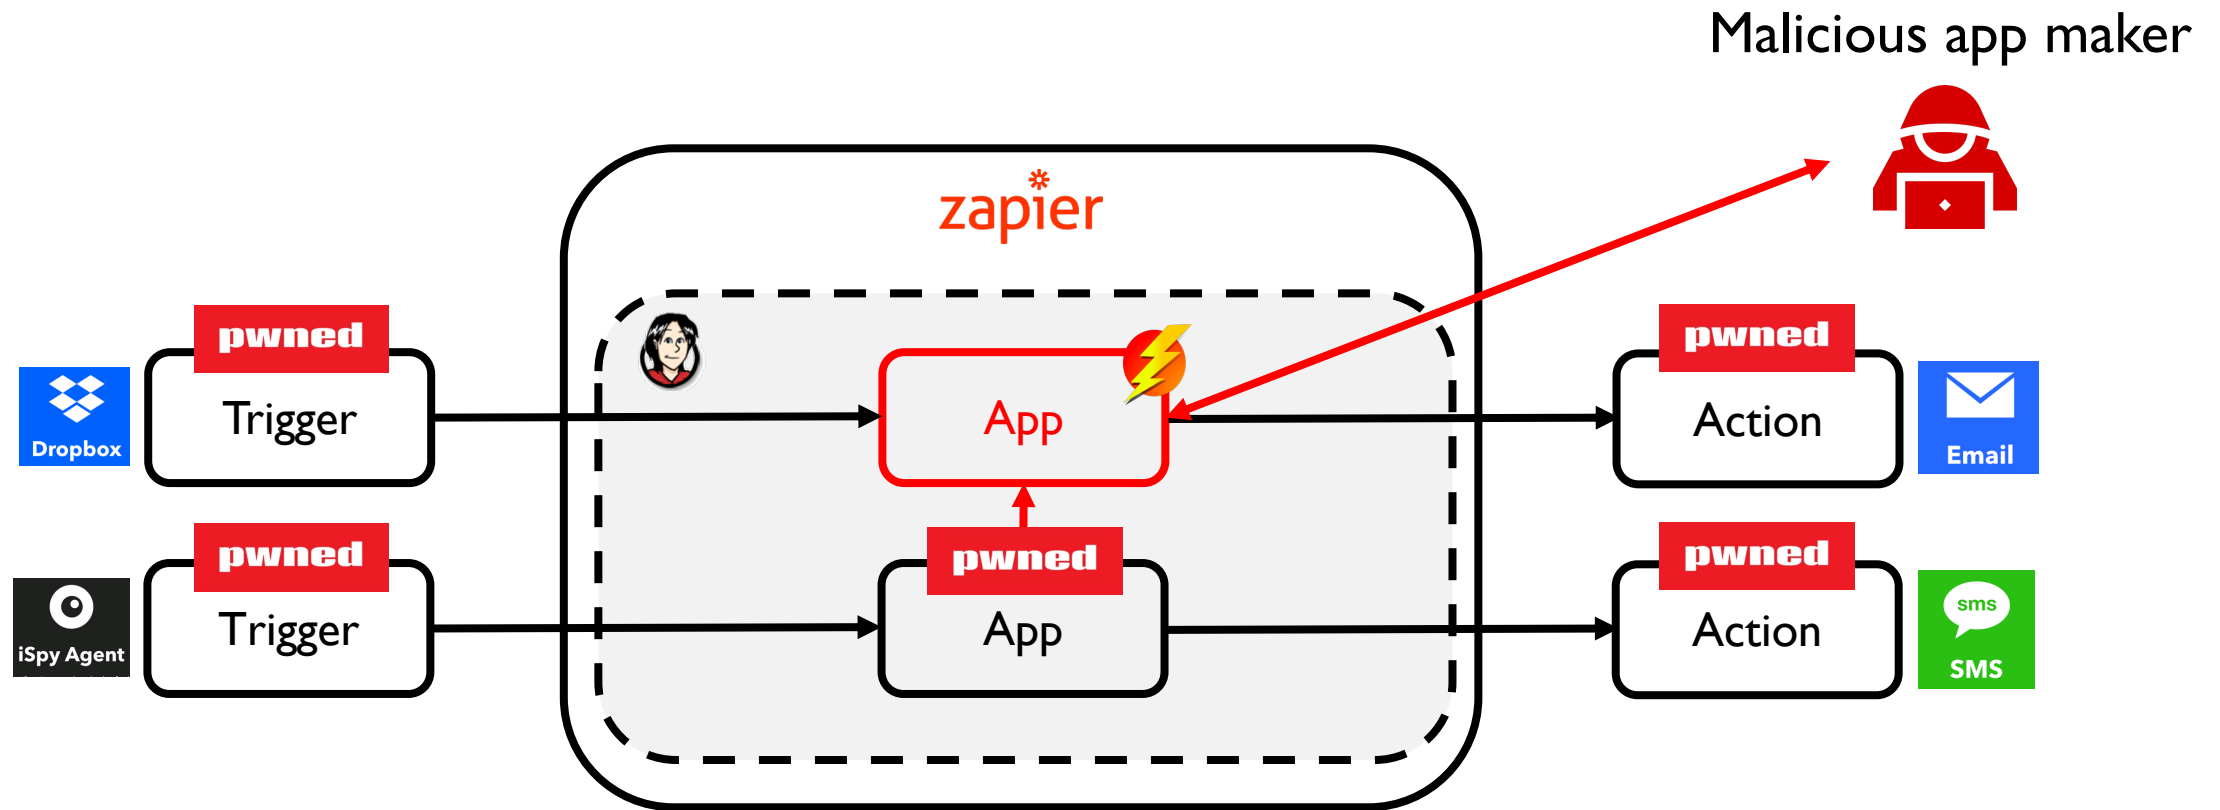 Malicious app maker
zapier
pwned
pwned
Trigger
App
Action
Dropbox
Email
pwned
pwned
pwned
Trigger
App
Action
sms
iSpy Agent
SMS